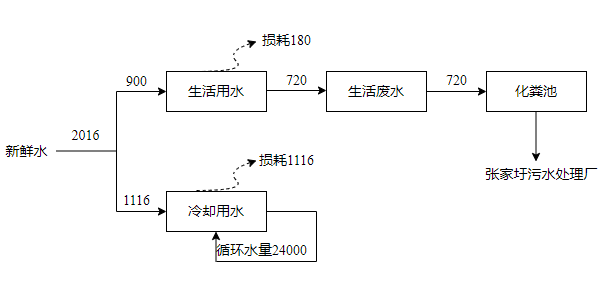 损耗180
900
生活用水
720
生活废水
720
化粪池
2016
新鲜水
张家圩污水处理厂
损耗1116
1116
冷却用水
循环水量24000